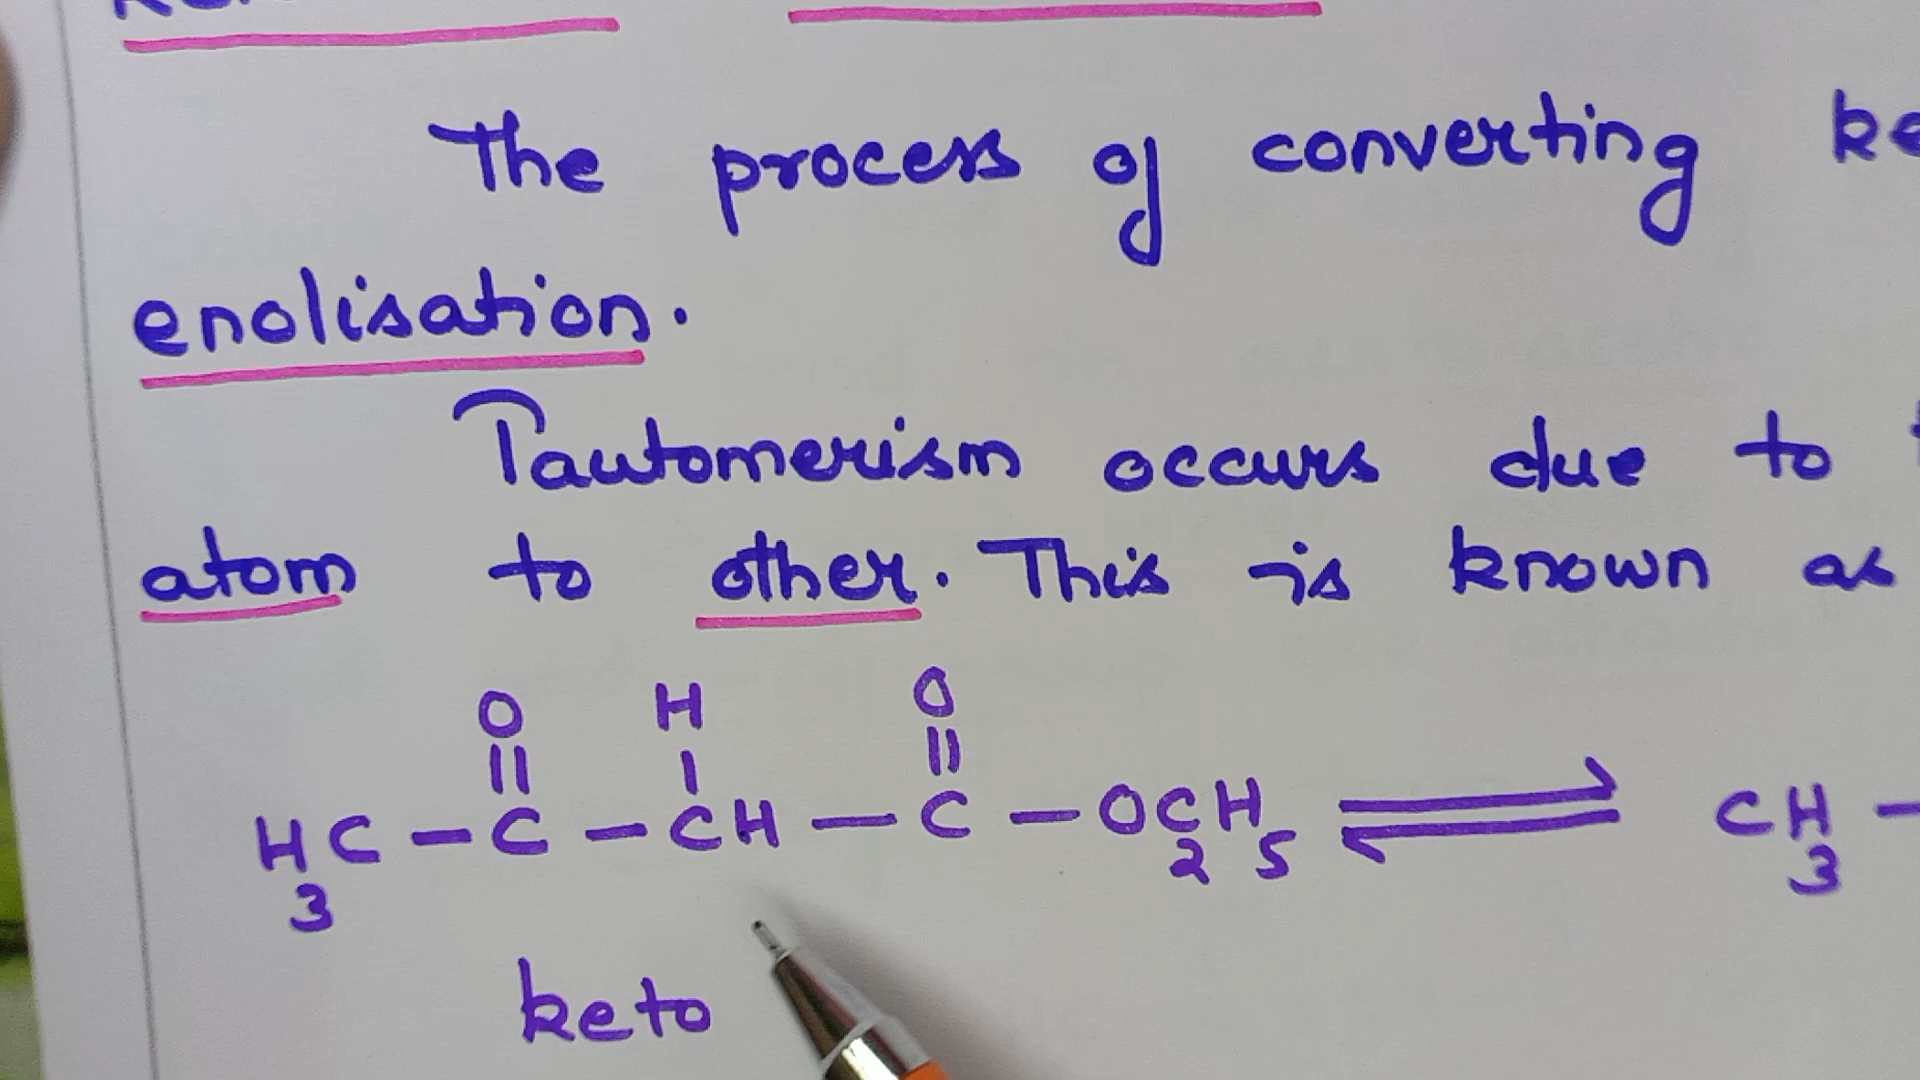 The process of converting ke
enolisation.
Tautomerism occurs due to
atom to other. This is known as
O H O
|| | ||
H3C - C - CH - C - OC2H5 ⇌ CH3 -
keto